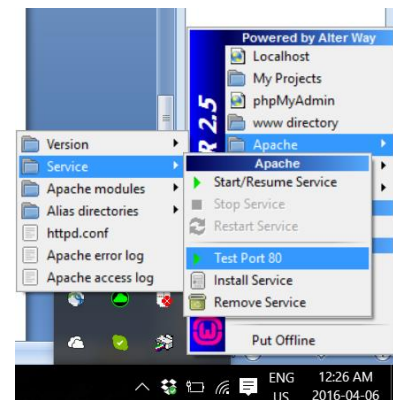 Powered by Alter Way
Localhost
My Projects
phpMyAdmin
www directory
Apache
R 2.5
Version
Service
Apache modules
Alias directories
httpd.conf
Apache error log
Apache access log
Apache
Start/Resume Service
Stop Service
Restart Service
Test Port 80
Install Service
Remove Service
Put Offline
ENG
US
12:26 AM
2016-04-06